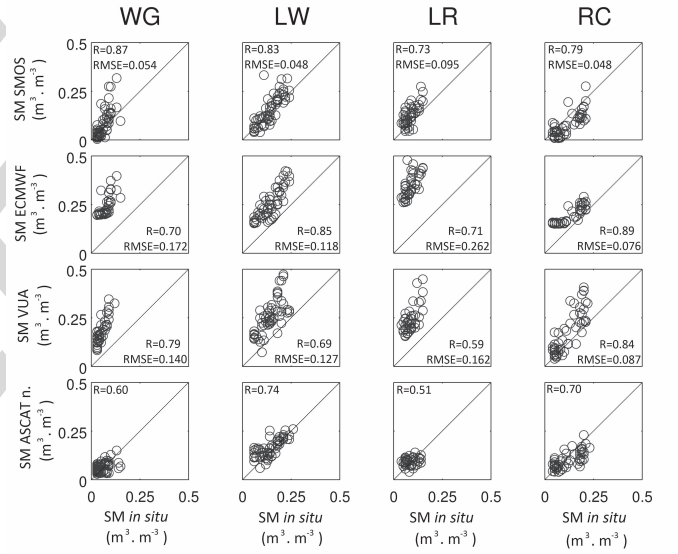 WG LW LR RC
SM SMOS
(m³ . m⁻³)
0.5
0.25
0
R=0.87
RMSE=0.054
R=0.83
RMSE=0.048
R=0.73
RMSE=0.095
R=0.79
RMSE=0.048
SM ECMWF
(m³ . m⁻³)
0.5
0.25
0
R=0.70
RMSE=0.172
R=0.85
RMSE=0.118
R=0.71
RMSE=0.262
R=0.89
RMSE=0.076
SM VUA
(m³ . m⁻³)
0.5
0.25
0
R=0.79
RMSE=0.140
R=0.69
RMSE=0.127
R=0.59
RMSE=0.162
R=0.84
RMSE=0.087
SM ASCAT n.
(m³ . m⁻³)
0.5
0.25
0
R=0.60
R=0.74
R=0.51
R=0.70
0 0.25 0.5 0 0.25 0.5 0 0.25 0.5 0 0.25 0.5
SM in situ SM in situ SM in situ SM in situ
(m³ . m⁻³) (m³ . m⁻³) (m³ . m⁻³) (m³ . m⁻³)